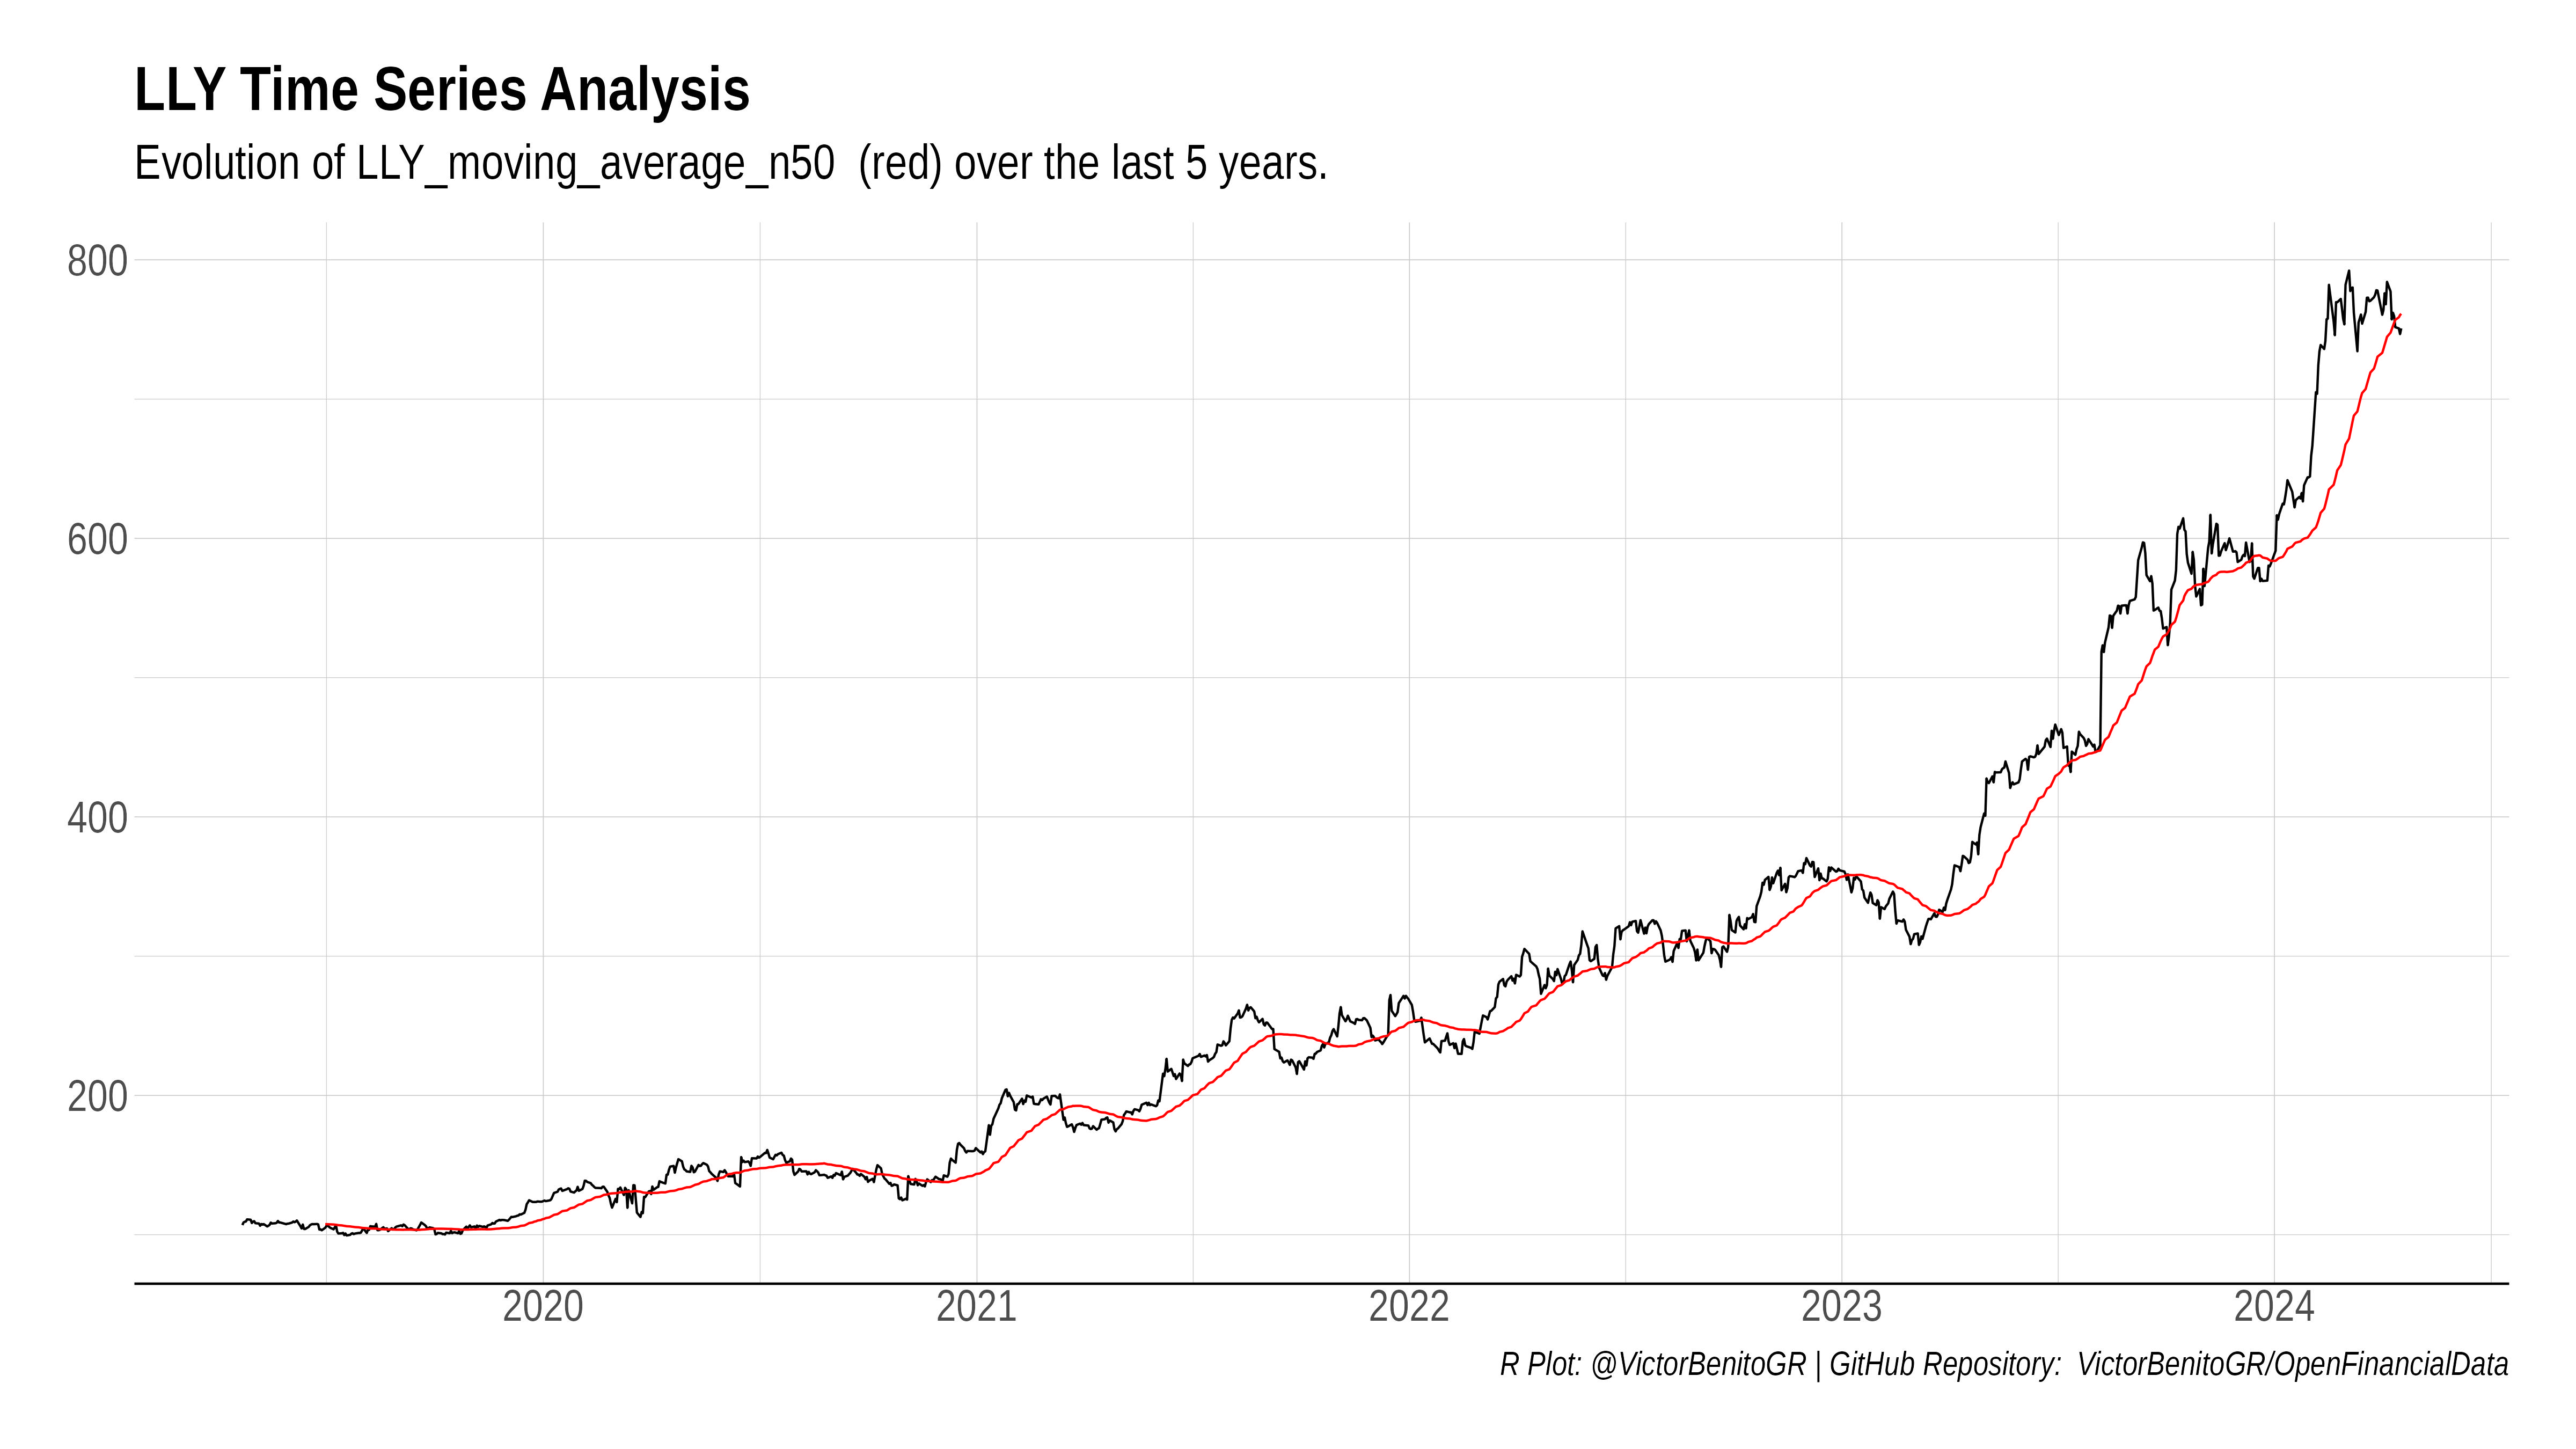 LLY Time Series Analysis
Evolution of LLY_moving_average_n50  (red) over the last 5 years.
800
600
400
200
2020 2021 2022 2023 2024
R Plot: @VictorBenitoGR | GitHub Repository:  VictorBenitoGR/OpenFinancialData